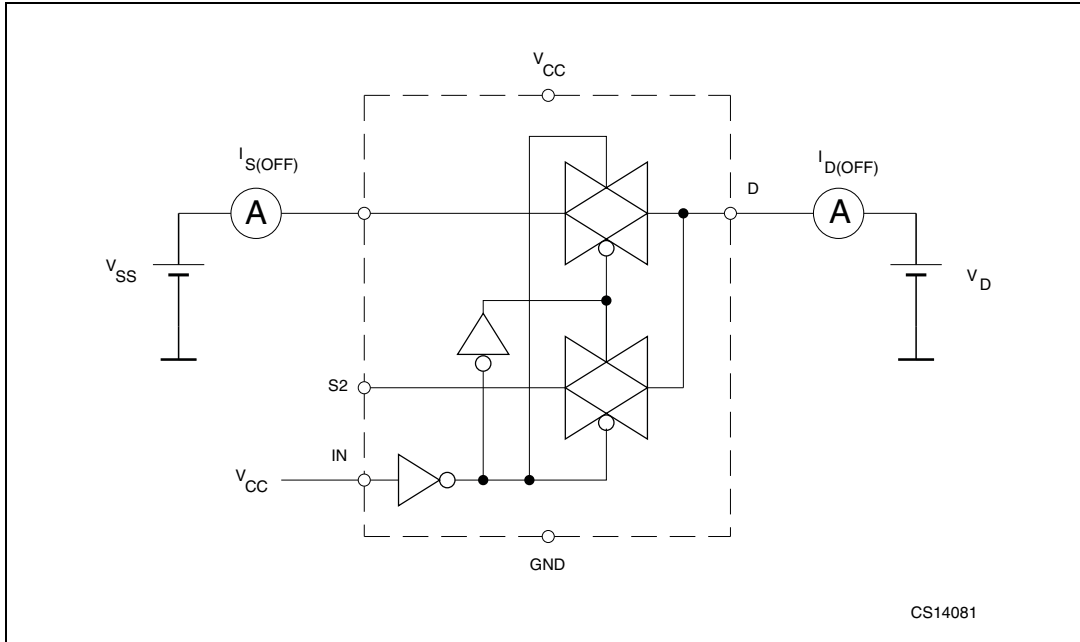 V CC
I S(OFF)
I D(OFF)
D
A
A
V SS
V D
S2
IN
V CC
GND
CS14081